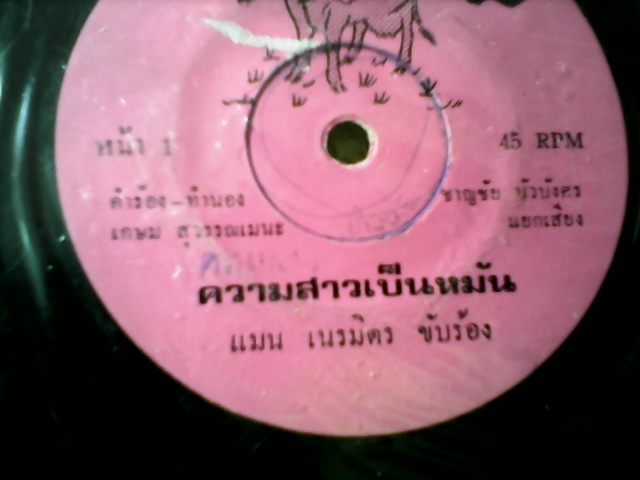 หน้า 1
45 RPM
คำร้อง-ทำนอง
เกษม สุวรรณเมนะ
ชาญชัย บัวบังศร
แยกเสียง
ความสาวเป็นหมัน
แมน เนรมิตร ขับร้อง